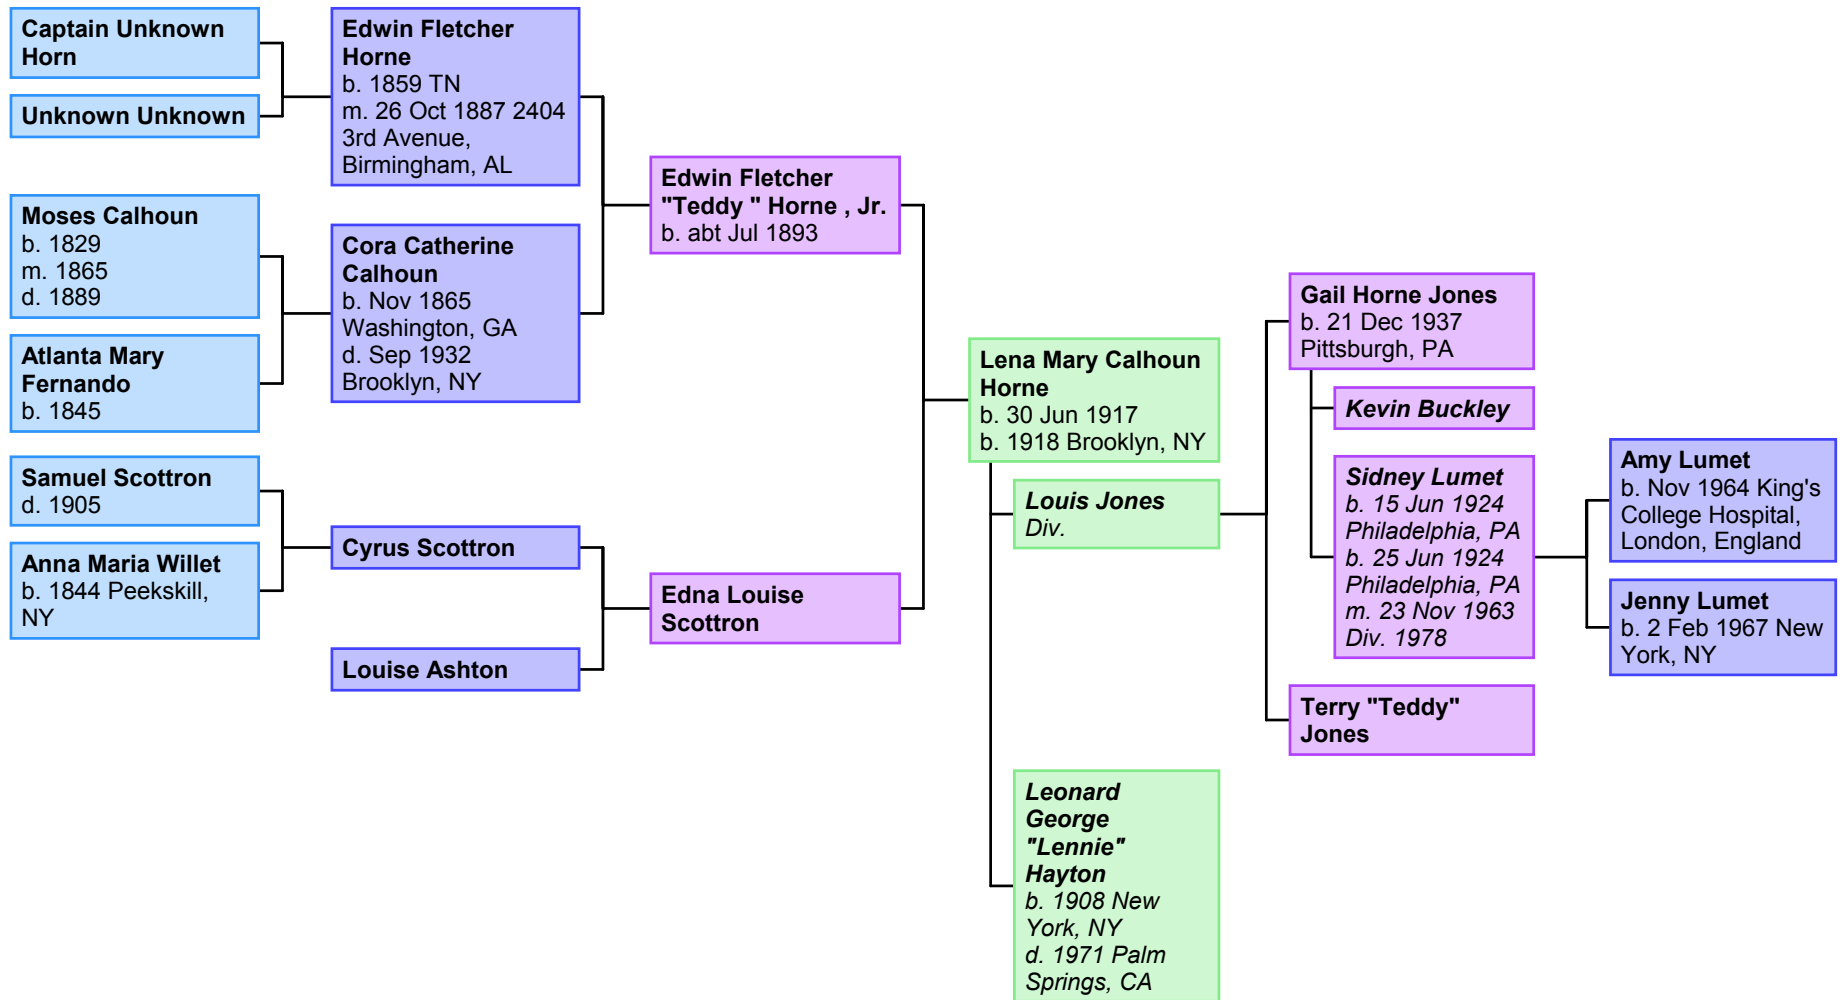 Captain Unknown
Horn
Unknown Unknown
Moses Calhoun
b. 1829
m. 1865
d. 1889
Atlanta Mary
Fernando
b. 1845
Samuel Scottron
d. 1905
Anna Maria Willet
b. 1844 Peekskill,
NY
Edwin Fletcher
Horne
b. 1859 TN
m. 26 Oct 1887 2404
3rd Avenue,
Birmingham, AL
Cora Catherine
Calhoun
b. Nov 1865
Washington, GA
d. Sep 1932
Brooklyn, NY
Cyrus Scottron
Louise Ashton
Edwin Fletcher
"Teddy " Horne , Jr.
b. abt Jul 1893
Edna Louise
Scottron
Lena Mary Calhoun
Horne
b. 30 Jun 1917
b. 1918 Brooklyn, NY
Louis Jones
Div.
Leonard
George
"Lennie"
Hayton
b. 1908 New
York, NY
d. 1971 Palm
Springs, CA
Gail Horne Jones
b. 21 Dec 1937
Pittsburgh, PA
Kevin Buckley
Sidney Lumet
b. 15 Jun 1924
Philadelphia, PA
b. 25 Jun 1924
Philadelphia, PA
m. 23 Nov 1963
Div. 1978
Terry "Teddy"
Jones
Amy Lumet
b. Nov 1964 King's
College Hospital,
London, England
Jenny Lumet
b. 2 Feb 1967 New
York, NY